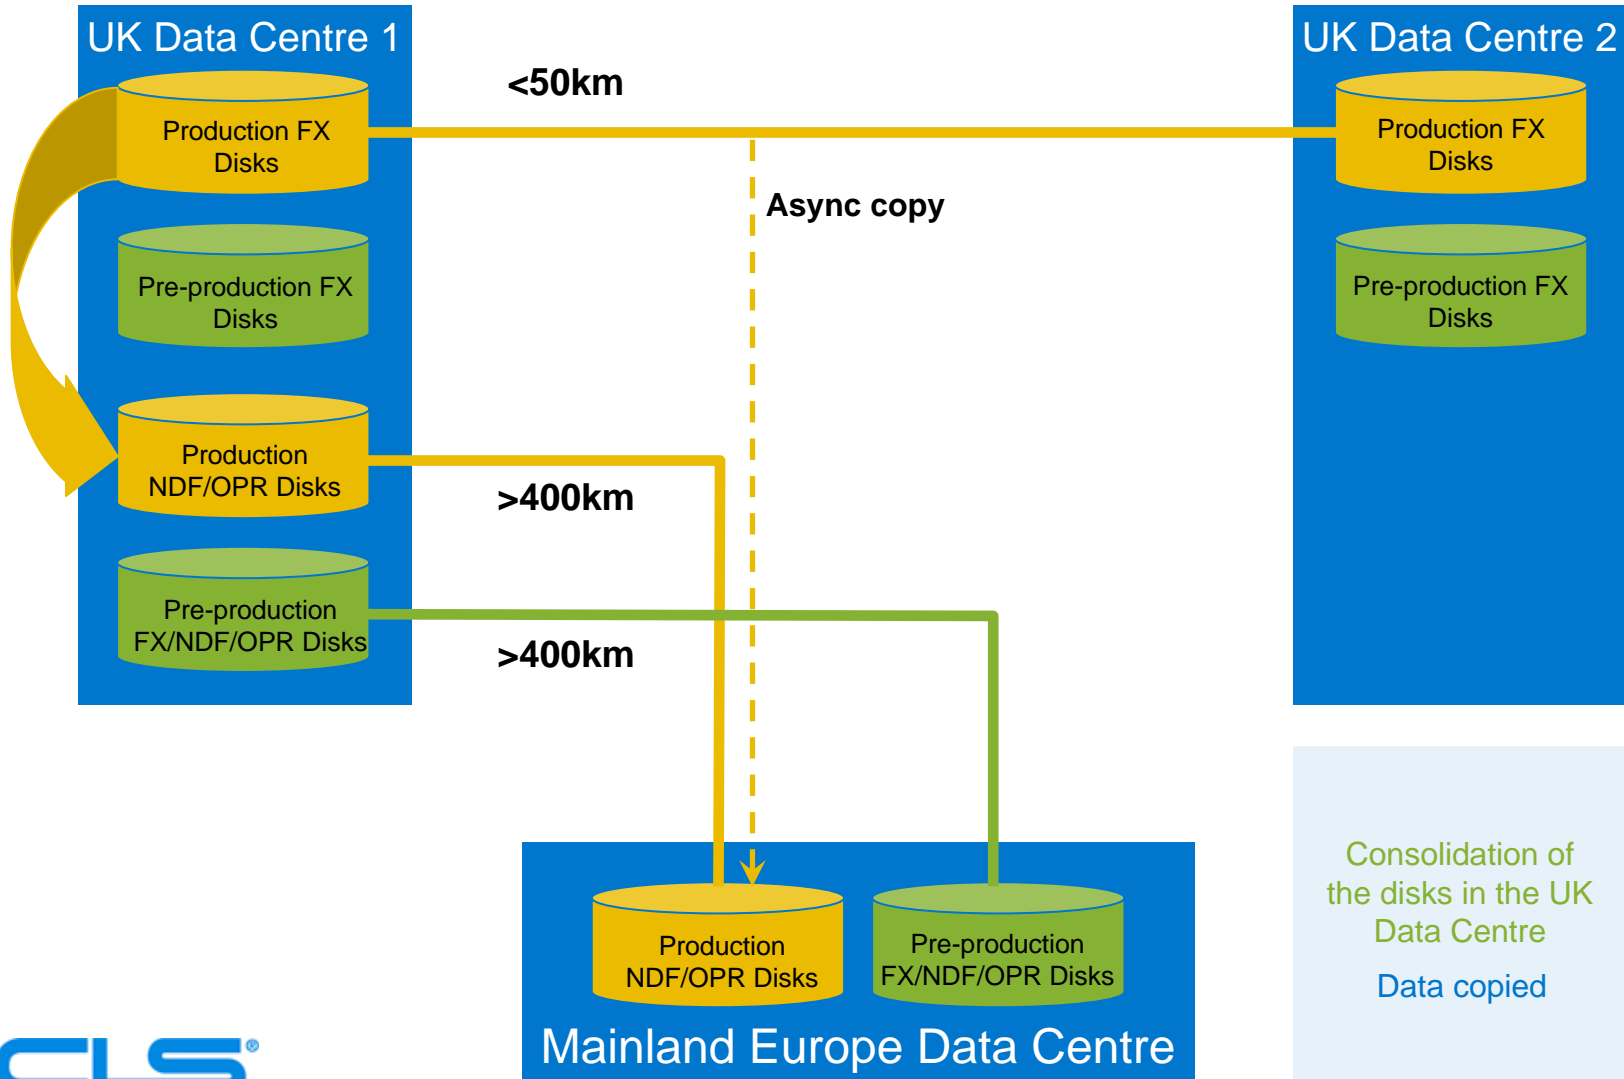 UK Data Centre 1
Production FX
Disks
Pre-production FX
Disks
Production
NDF/OPR Disks
Pre-production
FX/NDF/OPR Disks
<50km
Async copy
>400km
>400km
UK Data Centre 2
Production FX
Disks
Pre-production FX
Disks
Production
NDF/OPR Disks
Pre-production
FX/NDF/OPR Disks
Mainland Europe Data Centre
Consolidation of
the disks in the UK
Data Centre
Data copied
CLS®